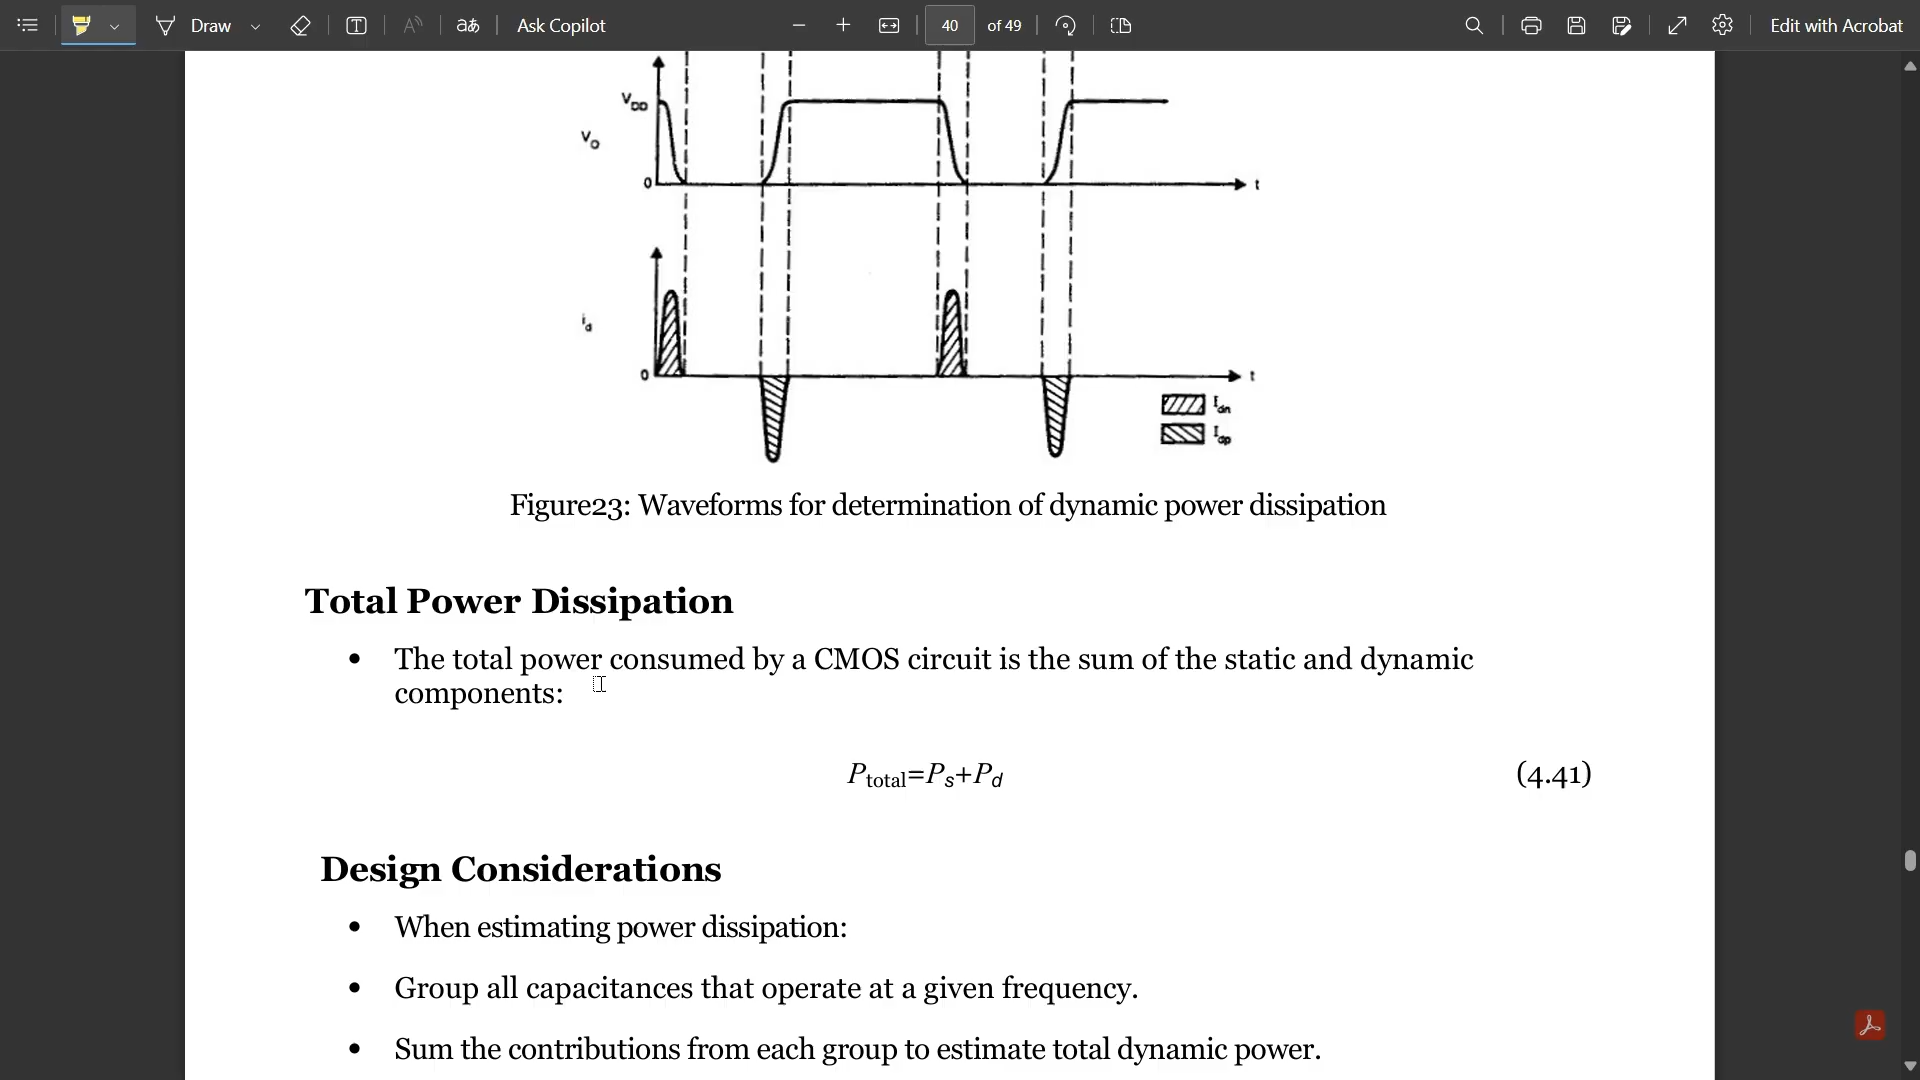 Draw
Ask Copilot
40 of 49
Edit with Acrobat
VDD
Vo
0
t
id
0
t
Idn
Idp
Figure23: Waveforms for determination of dynamic power dissipation
Total Power Dissipation
• The total power consumed by a CMOS circuit is the sum of the static and dynamic
components:
Ptotal=Ps+Pd (4.41)
Design Considerations
• When estimating power dissipation:
• Group all capacitances that operate at a given frequency.
• Sum the contributions from each group to estimate total dynamic power.